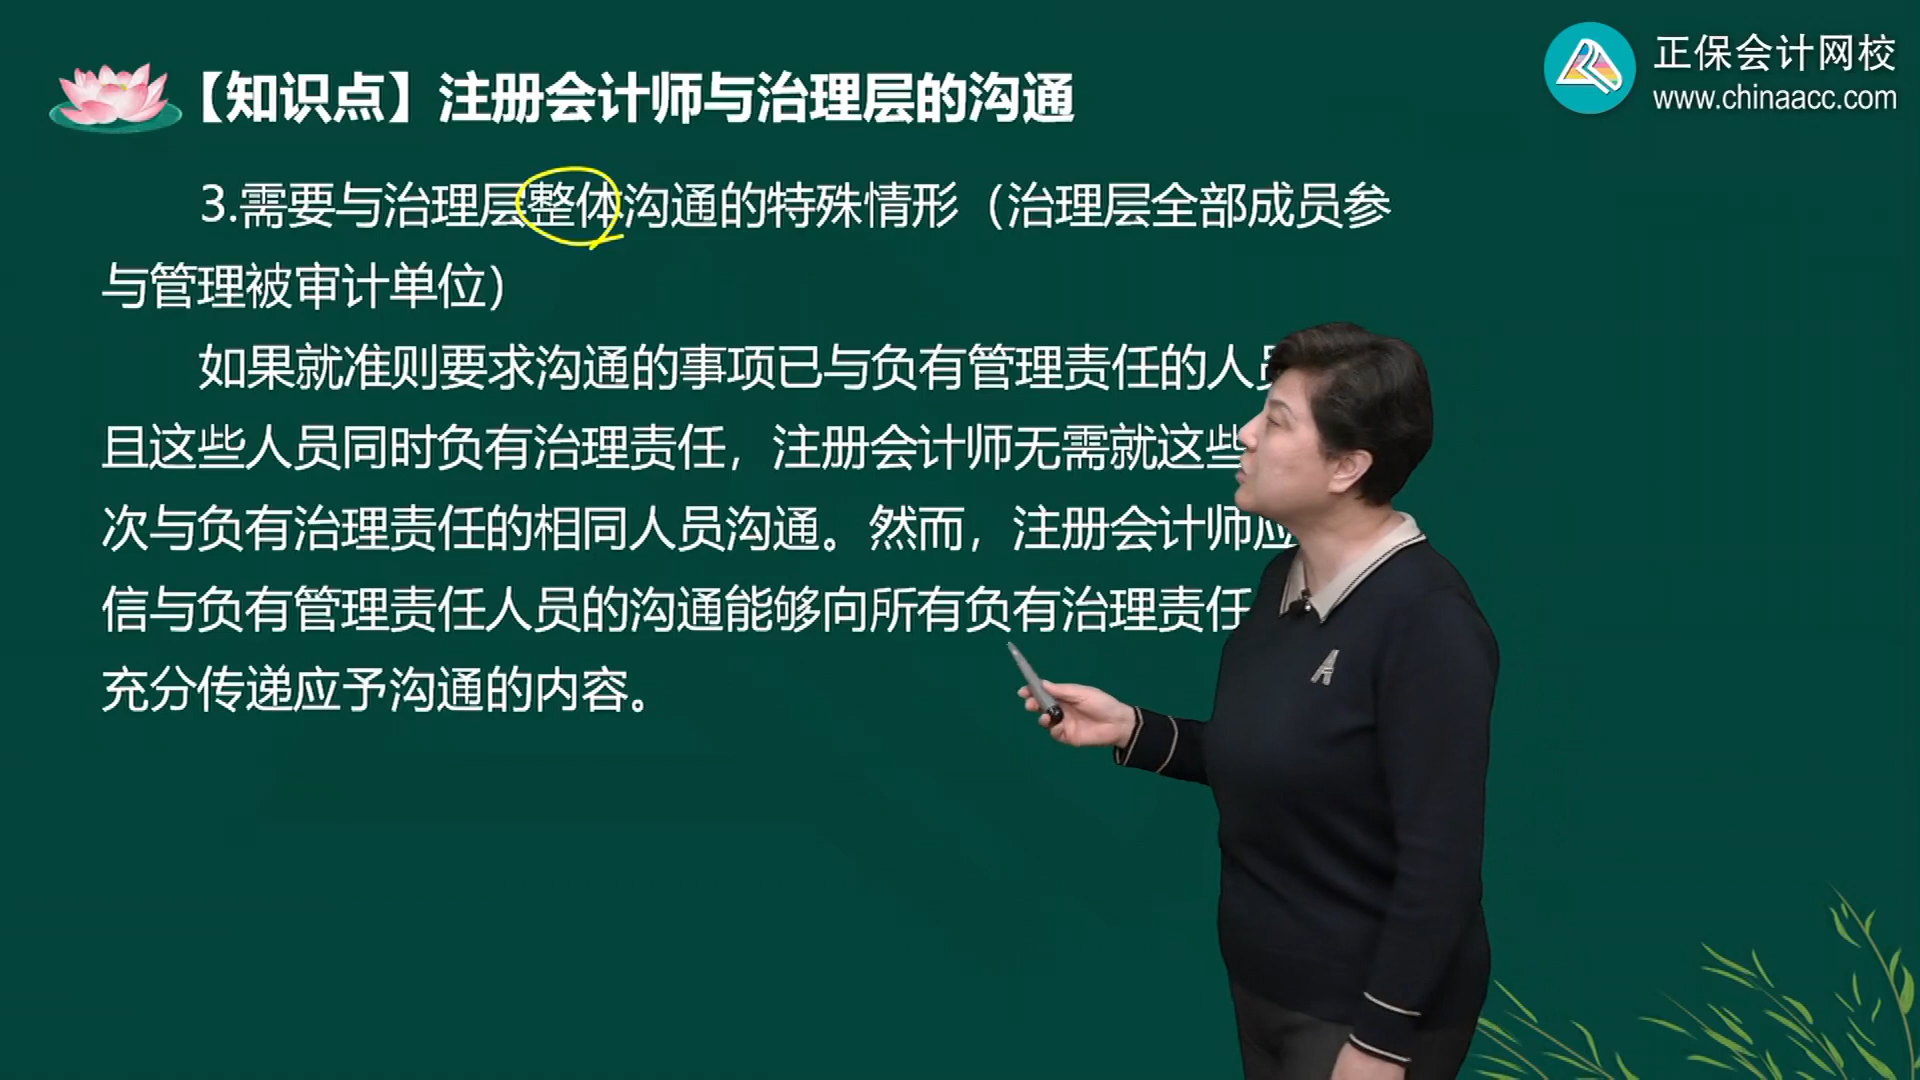 正保会计网校
www.chinaacc.com
【知识点】注册会计师与治理层的沟通
3.需要与治理层整体沟通的特殊情形（治理层全部成员参
与管理被审计单位）
如果就准则要求沟通的事项已与负有管理责任的人员
且这些人员同时负有治理责任，注册会计师无需就这些
次与负有治理责任的相同人员沟通。然而，注册会计师应
信与负有管理责任人员的沟通能够向所有负有治理责任
充分传递应予沟通的内容。
A